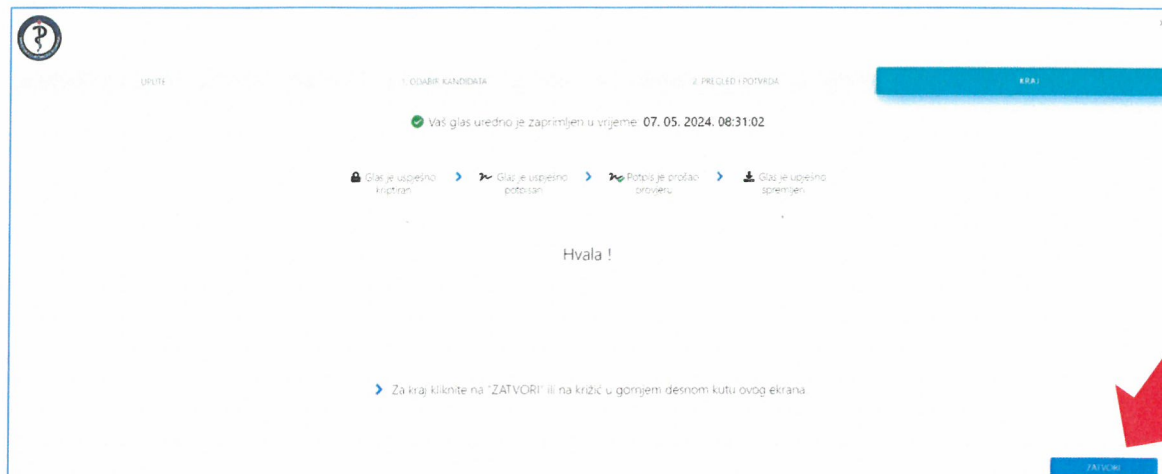 UPUTE
1. ODABIR KANDIDATA
2. PREGLED I POTVRDA
KRAJ
Vaš glas uredno je zaprimljen u vrijeme: 07. 05. 2024. 08:31:02
Glas je uspješno kriptiran
Glas je uspješno potpisan
Potpis je prošao provjeru
Glas je upješno spremljen
Hvala !
Za kraj kliknite na "ZATVORI" ili na križić u gornjem desnom kutu ovog ekrana
ZATVORI